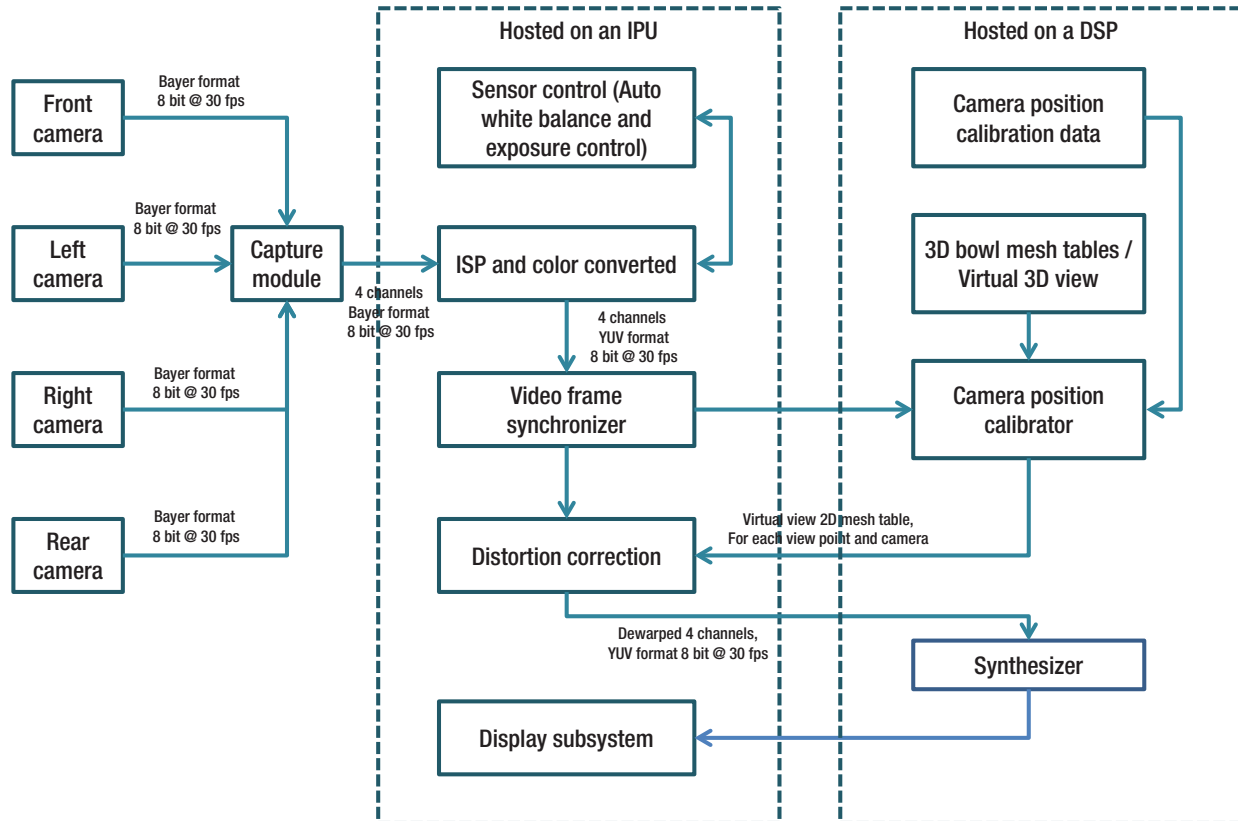 Hosted on an IPU
Hosted on a DSP
Bayer format
8 bit @ 30 fps
Front
camera
Sensor control (Auto
white balance and
exposure control)
Camera position
calibration data
Bayer format
8 bit @ 30 fps
Left
camera
Capture
module
ISP and color converted
3D bowl mesh tables /
Virtual 3D view
4 channels
Bayer format
8 bit @ 30 fps
4 channels
YUV format
8 bit @ 30 fps
Bayer format
8 bit @ 30 fps
Right
camera
Video frame
synchronizer
Camera position
calibrator
Bayer format
8 bit @ 30 fps
Rear
camera
Distortion correction
Virtual view 2D mesh table,
For each view point and camera
Dewarped 4 channels,
YUV format 8 bit @ 30 fps
Synthesizer
Display subsystem